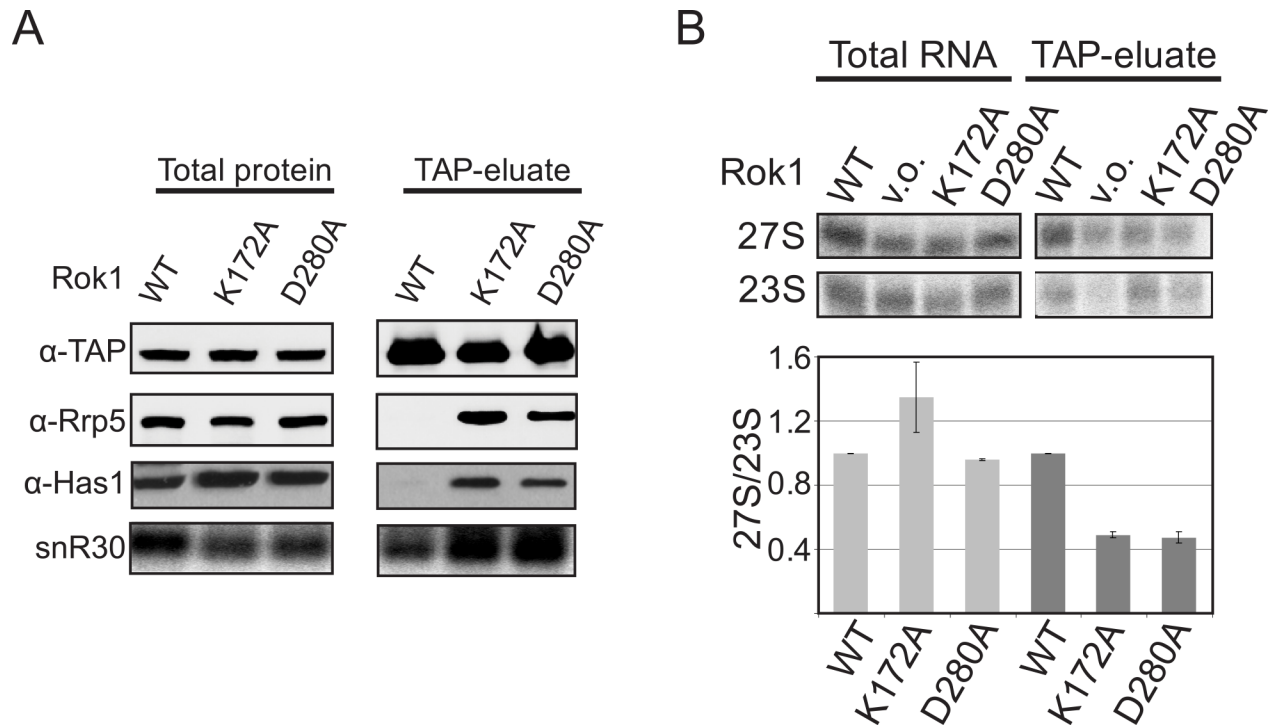 A
Total protein TAP-eluate
Rok1 WT K172A D280A WT K172A D280A
α-TAP
α-Rrp5
α-Has1
snR30
B
Total RNA TAP-eluate
Rok1 WT v.o. K172A D280A WT v.o. K172A D280A
27S
23S
27S/23S
1.6
1.2
0.8
0.4
WT K172A D280A WT K172A D280A